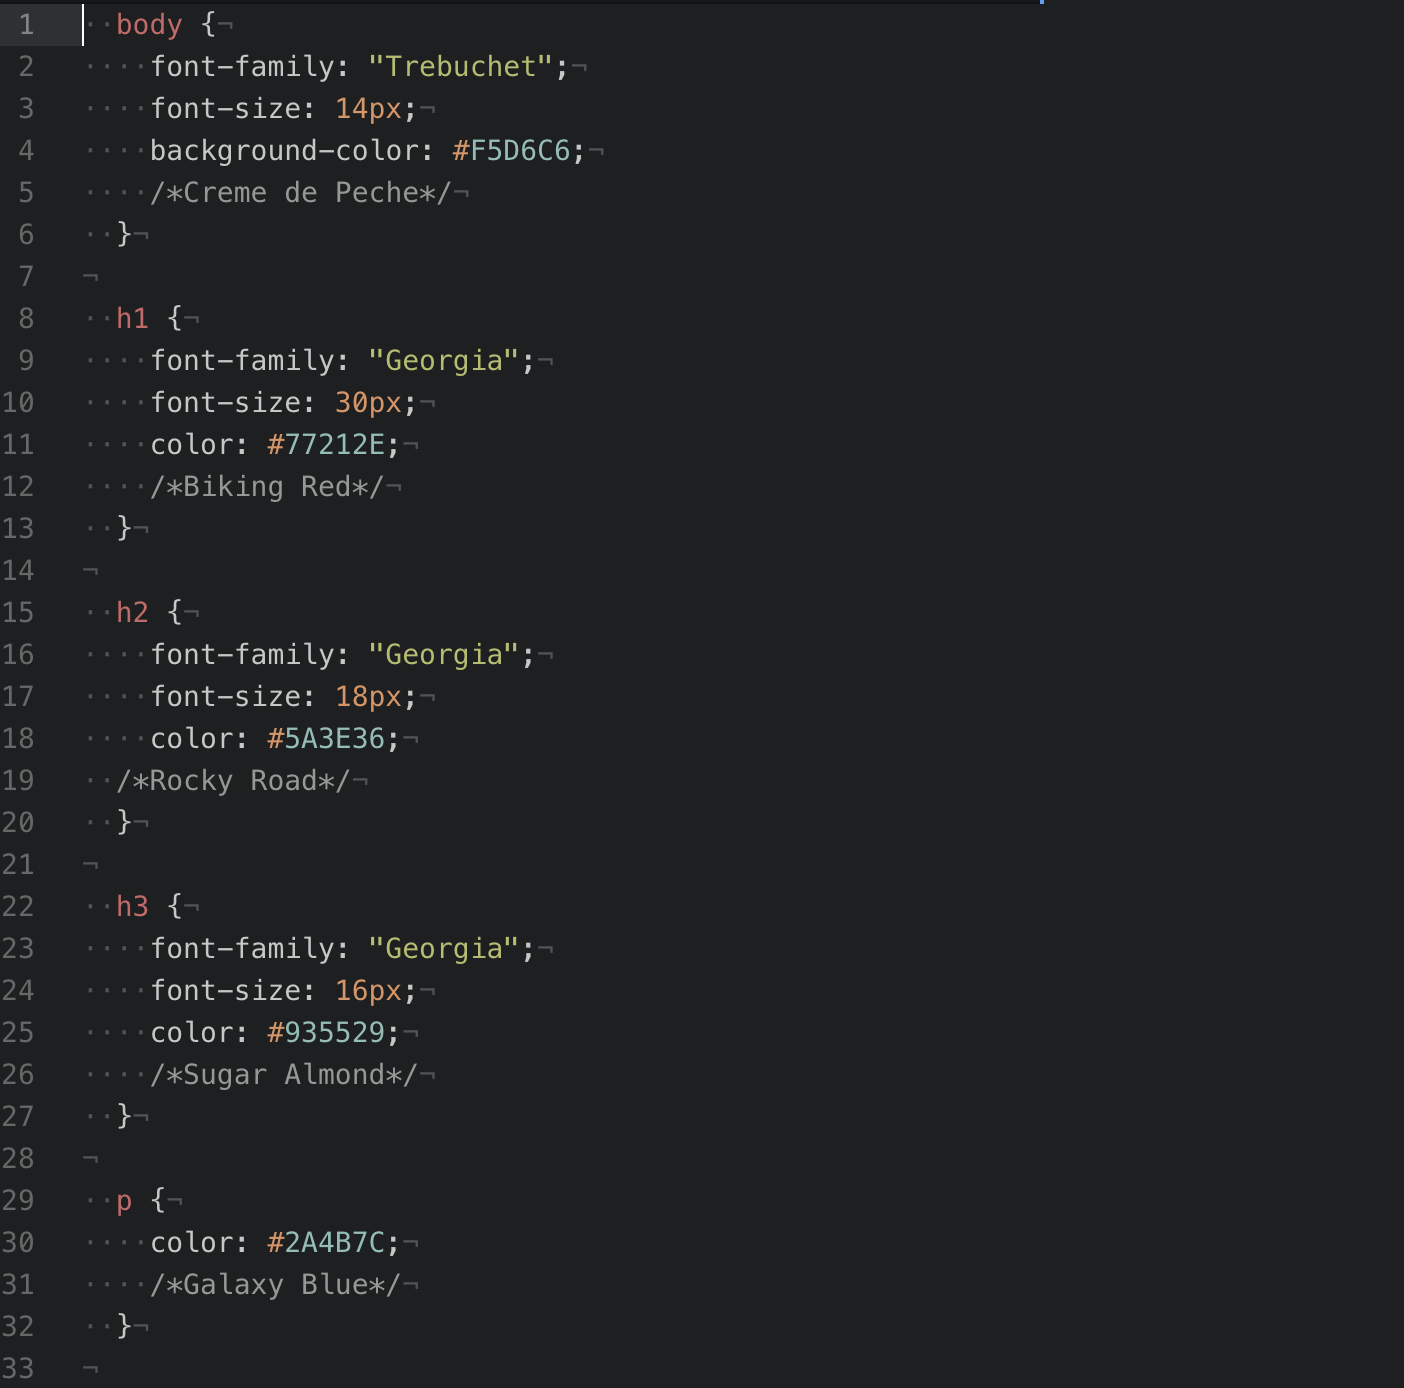 1 body {¬
2 font-family: "Trebuchet";¬
3 font-size: 14px;¬
4 background-color: #F5D6C6;¬
5 /*Creme de Peche*/¬
6 }¬
7 ¬
8 h1 {¬
9 font-family: "Georgia";¬
10 font-size: 30px;¬
11 color: #77212E;¬
12 /*Biking Red*/¬
13 }¬
14 ¬
15 h2 {¬
16 font-family: "Georgia";¬
17 font-size: 18px;¬
18 color: #5A3E36;¬
19 /*Rocky Road*/¬
20 }¬
21 ¬
22 h3 {¬
23 font-family: "Georgia";¬
24 font-size: 16px;¬
25 color: #935529;¬
26 /*Sugar Almond*/¬
27 }¬
28 ¬
29 p {¬
30 color: #2A4B7C;¬
31 /*Galaxy Blue*/¬
32 }¬
33 ¬